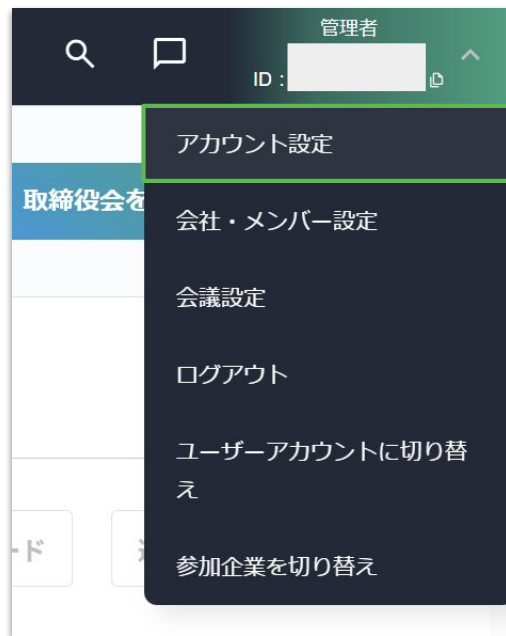 管理者
ID :
アカウント設定
取締役会を
会社・メンバー設定
会議設定
ログアウト
ユーザーアカウントに切り替
え
ード
参加企業を切り替え